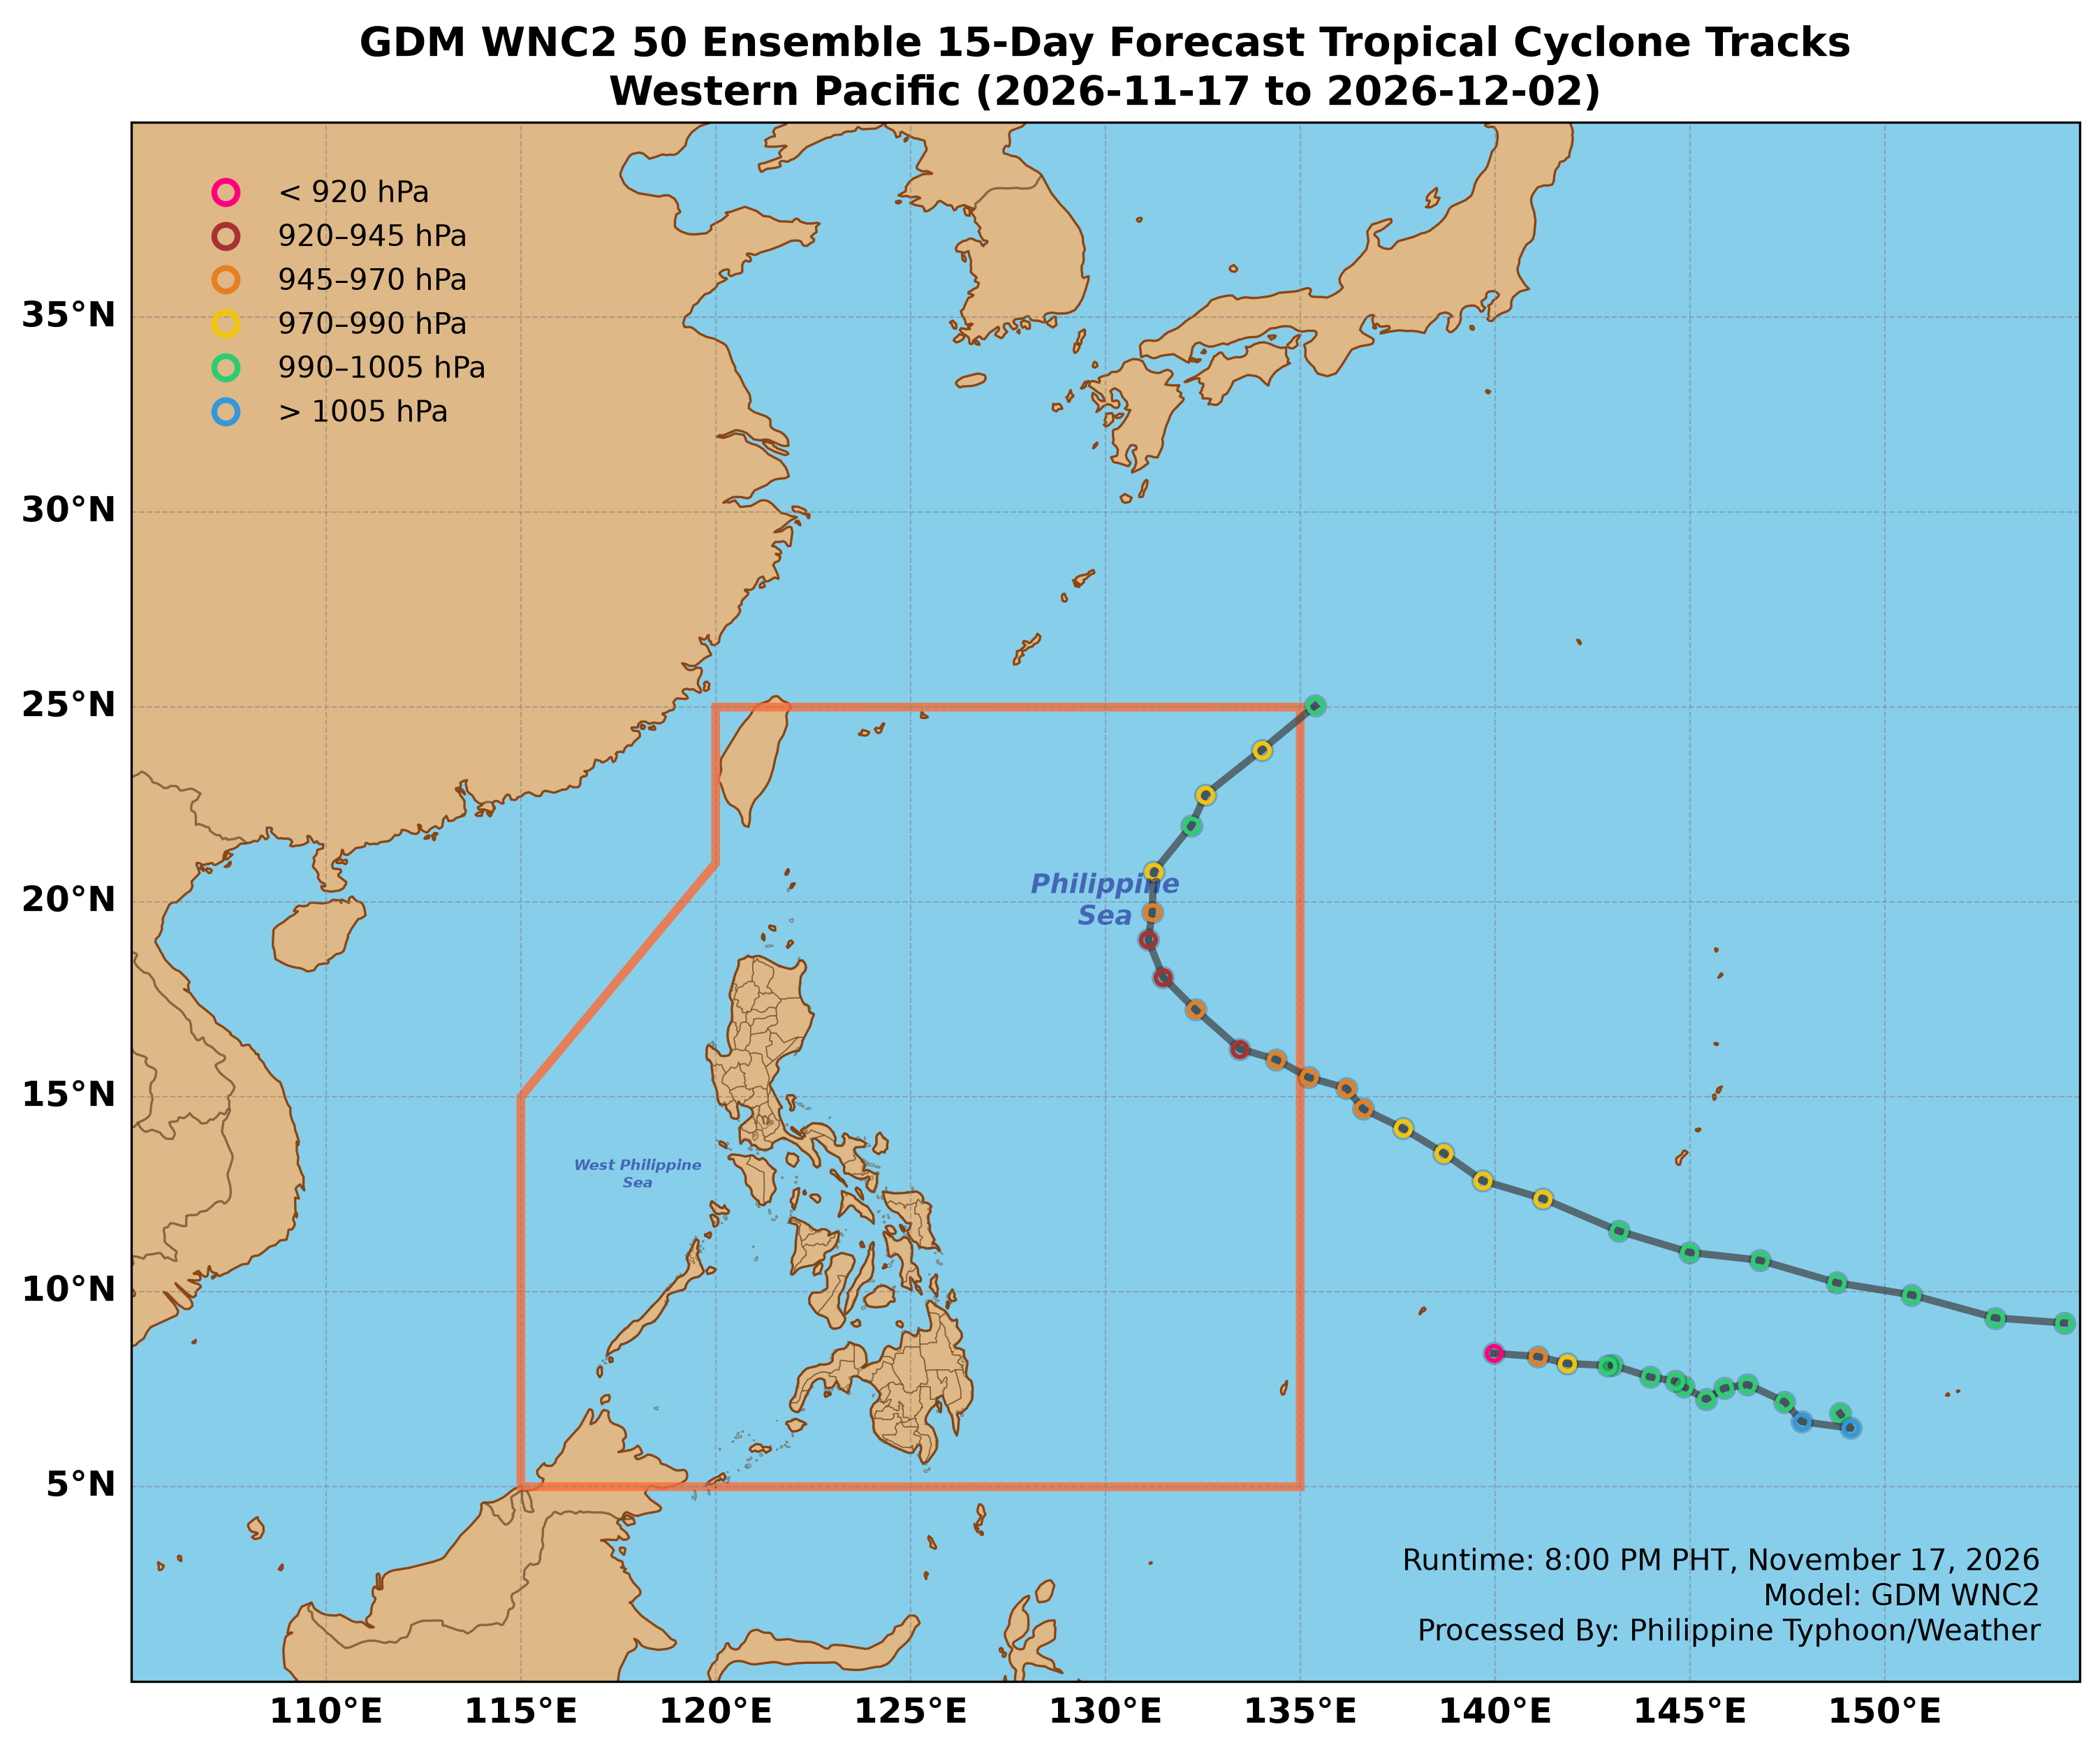 GDM WNC2 50 Ensemble 15-Day Forecast Tropical Cyclone Tracks
Western Pacific (2026-11-17 to 2026-12-02)
< 920 hPa
920–945 hPa
945–970 hPa
970–990 hPa
990–1005 hPa
> 1005 hPa
35°N
30°N
25°N
20°N
15°N
10°N
5°N
Philippine
Sea
West Philippine
Sea
Runtime: 8:00 PM PHT, November 17, 2026
Model: GDM WNC2
Processed By: Philippine Typhoon/Weather
110°E
115°E
120°E
125°E
130°E
135°E
140°E
145°E
150°E